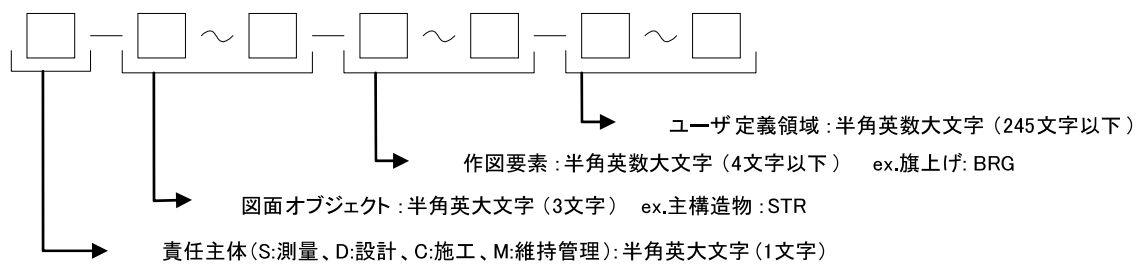 □－□～□－□～□－□～□
ユーザ定義領域：半角英数大文字（245文字以下）
作図要素：半角英数大文字（4文字以下） ex.旗上げ：BRG
図面オブジェクト：半角英大文字（3文字） ex.主構造物：STR
責任主体（S:測量、D:設計、C:施工、M:維持管理）：半角英大文字（1文字）